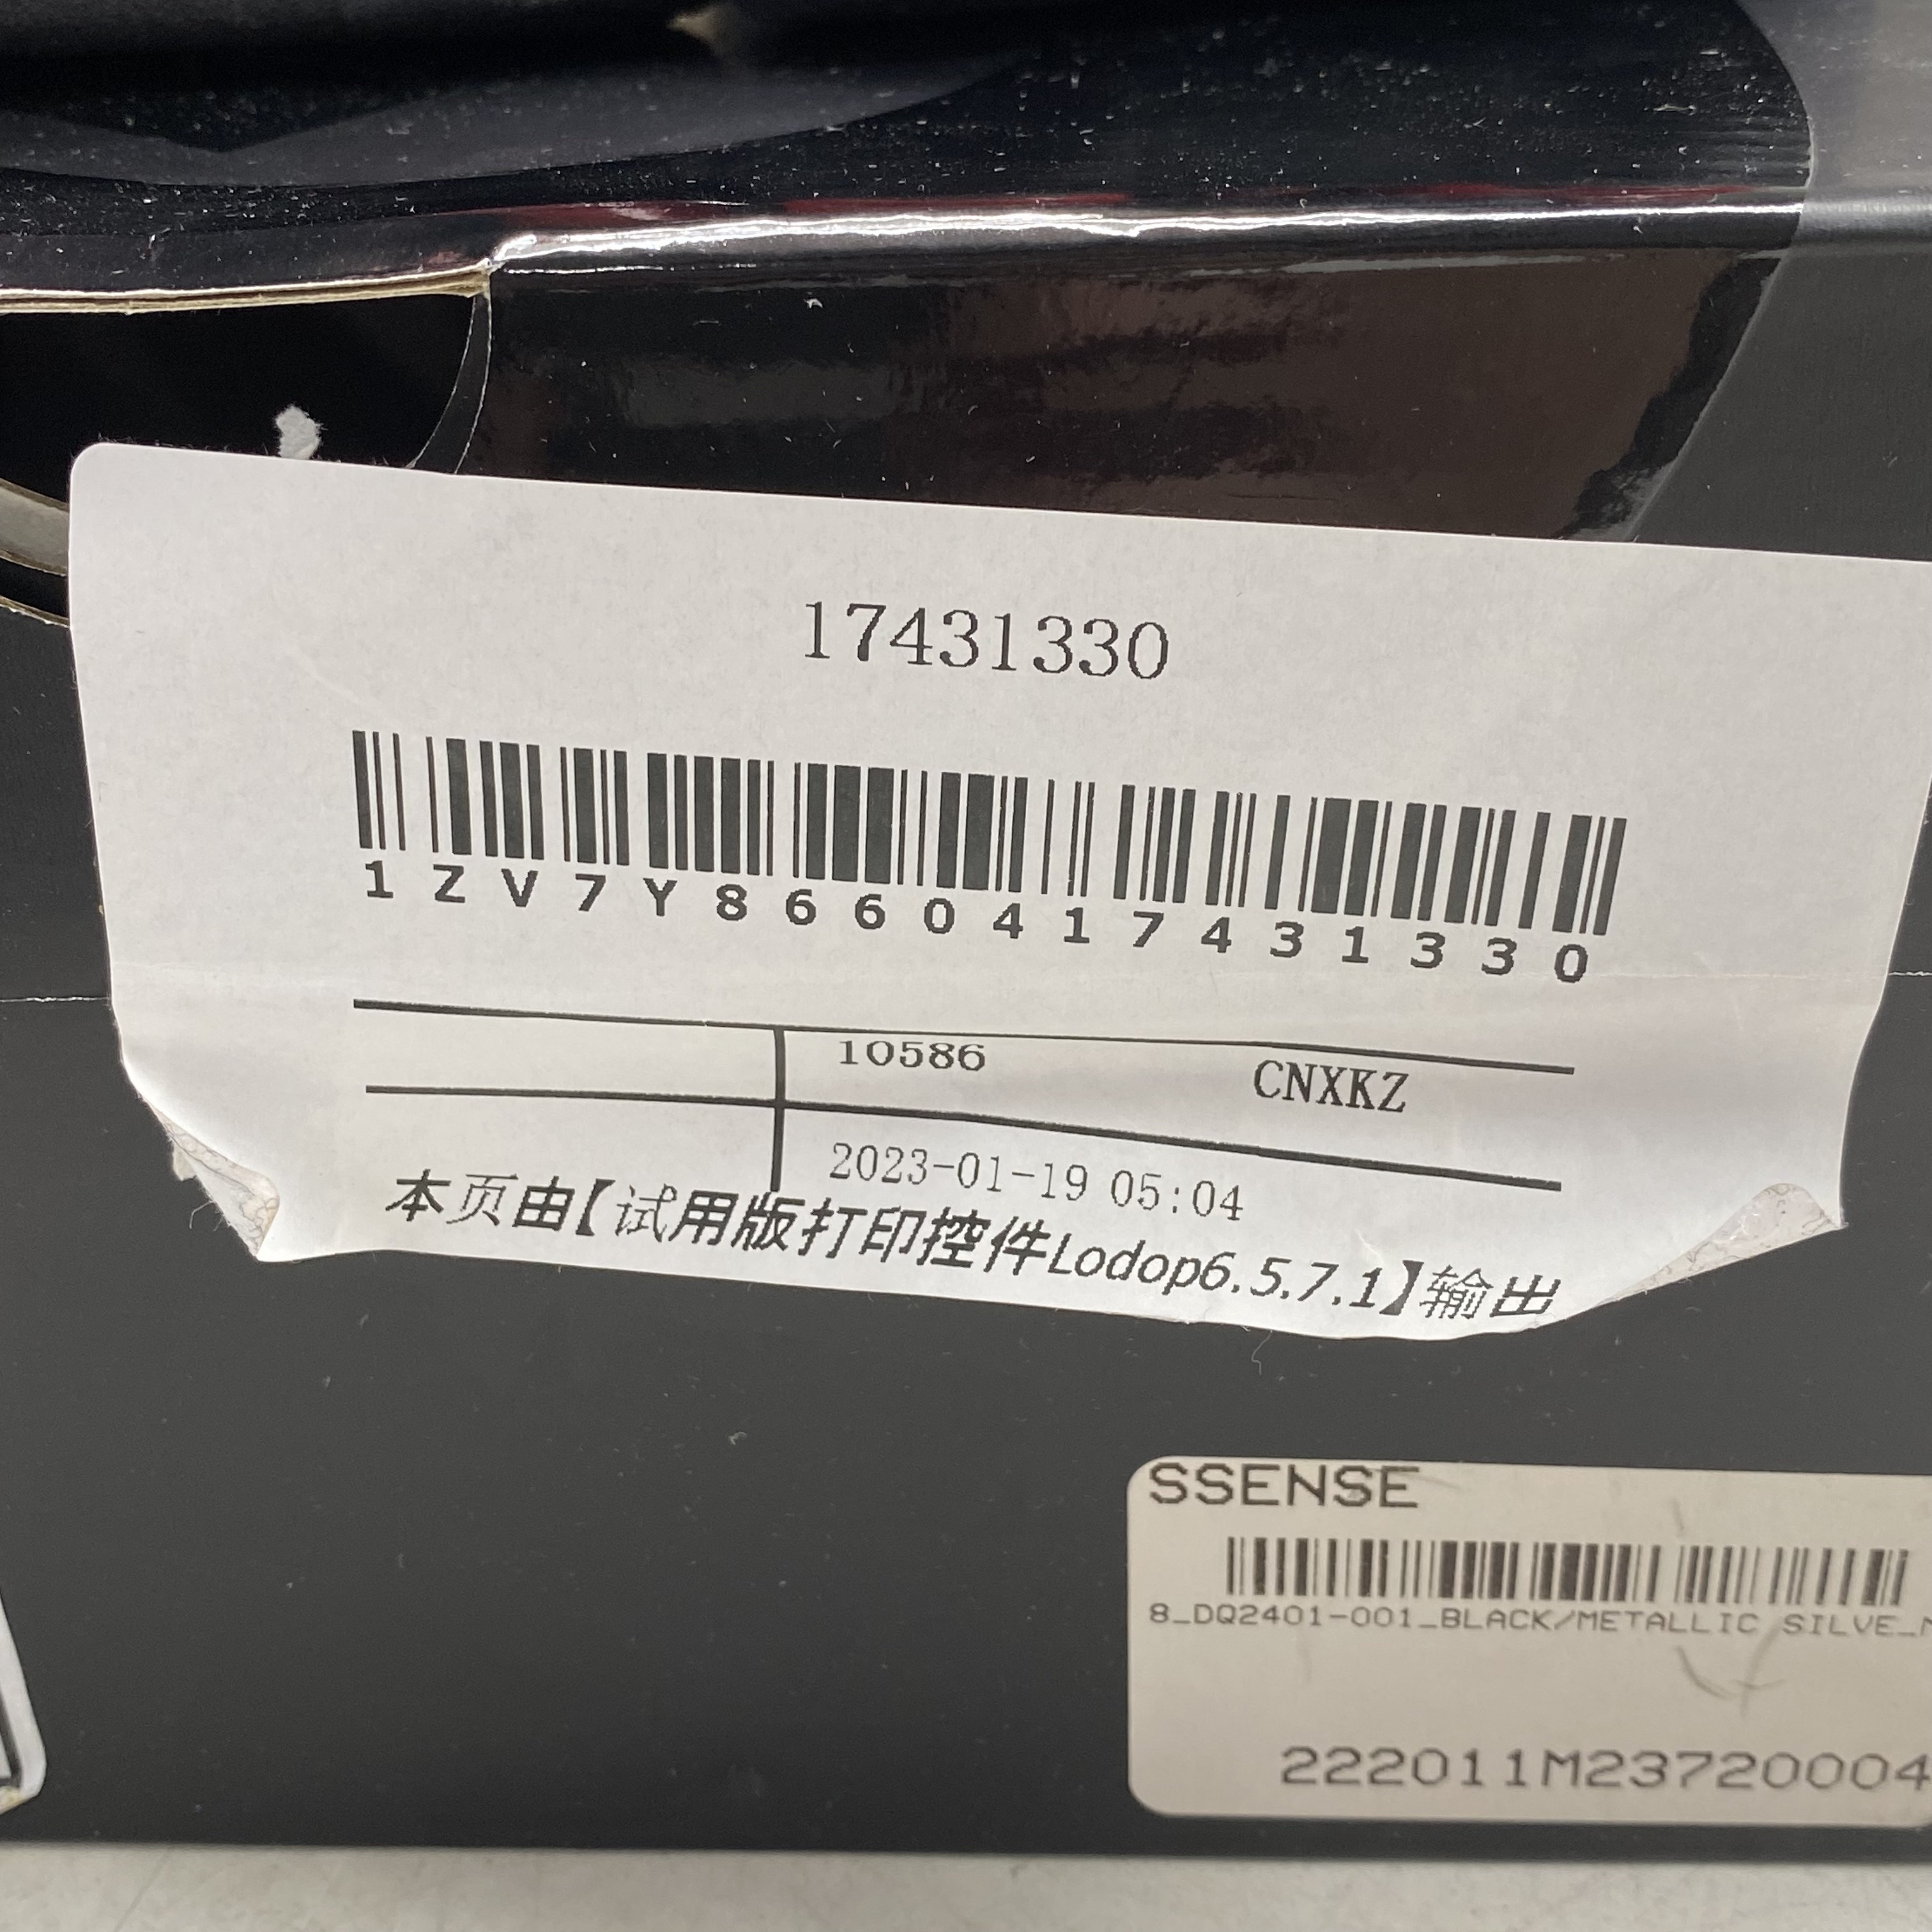 17431330
1ZV7Y8660417431330
10586 CNXKZ
2023-01-19 05:04
本页由【试用版打印控件Lodop6.5.7.1】输出
SSENSE
8_DQ2401-001_BLACK/METALLIC SILVE_
222011M23720004